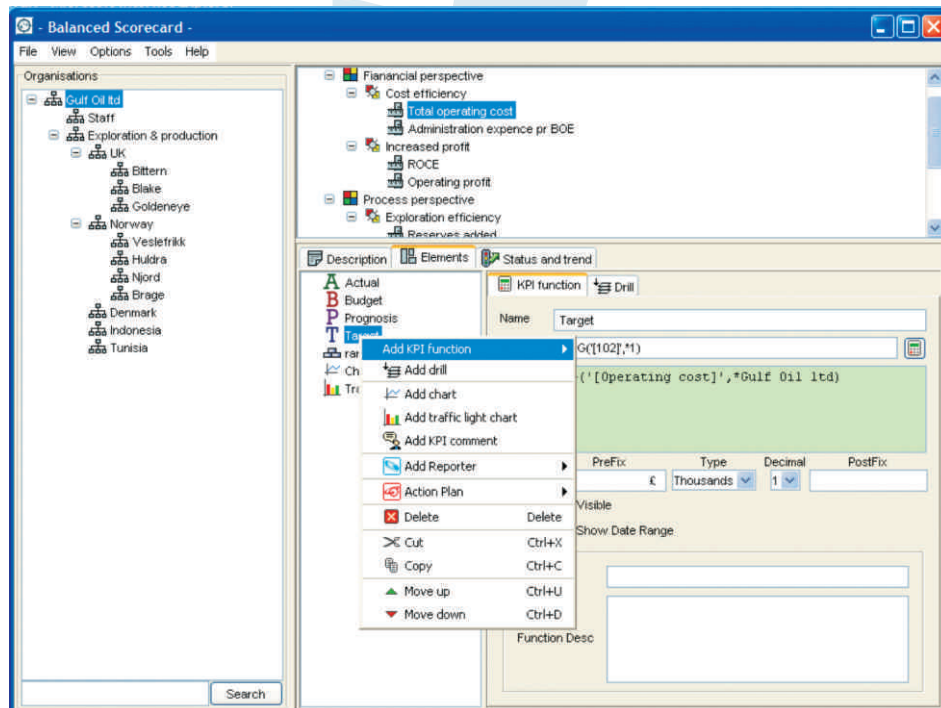 - Balanced Scorecard -
File View Options Tools Help
Organisations
Gulf Oil ltd
Staff
Exploration & production
UK
Bittern
Blake
Goldeneye
Norway
Veslefrikk
Huldra
Njord
Brage
Denmark
Indonesia
Tunisia
Search
Fianancial perspective
Cost efficiency
Total operating cost
Administration expence pr BOE
Increased profit
ROCE
Operating profit
Process perspective
Exploration efficiency
Reserves added
Description Elements Status and trend
A Actual
B Budget
P Prognosis
T Target
Add KPI function
Add drill
Add chart
Add traffic light chart
Add KPI comment
Add Reporter
Action Plan
Delete Delete
Cut Ctrl+X
Copy Ctrl+C
Move up Ctrl+U
Move down Ctrl+D
KPI function Drill
Name Target
G('[102]',*1)
('[Operating cost]',*Gulf Oil ltd)
PreFix Type Decimal PostFix
£ Thousands 1
Visible
Show Date Range
Function Desc